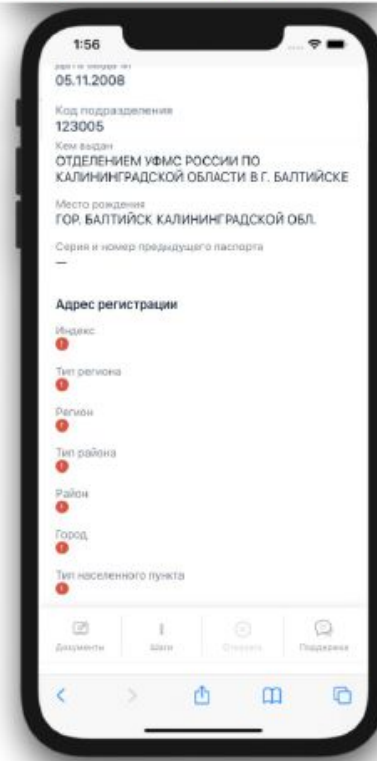 1:56
05.11.2008
Код подразделения
123005
Кем выдан
ОТДЕЛЕНИЕМ УФМС РОССИИ ПО
КАЛИНИНГРАДСКОЙ ОБЛАСТИ В Г. БАЛТИЙСКЕ
Место рождения
ГОР. БАЛТИЙСК КАЛИНИНГРАДСКОЙ ОБЛ.
Серия и номер предыдущего паспорта
—
Адрес регистрации
Индекс
Тип региона
Регион
Тип района
Район
Город
Тип населенного пункта
Документы Шаги Отправить Поддержка